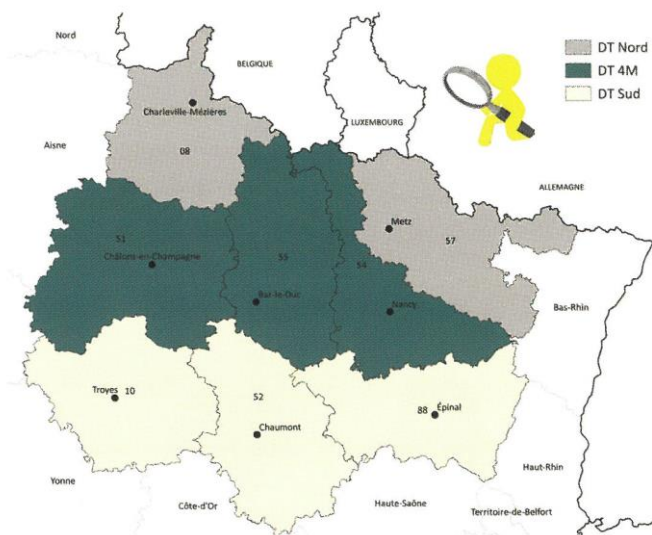 Nord
BELGIQUE
DT Nord
DT 4M
DT Sud
Charleville-Mézières
LUXEMBOURG
Aisne
08
ALLEMAGNE
Metz
57
51
Châlons-en-Champagne
55
54
Bar-le-Duc
Nancy
Bas-Rhin
Troyes
10
52
88
Épinal
Chaumont
Haut-Rhin
Yonne
Côte-d'Or
Haute-Saône
Territoire-de-Belfort